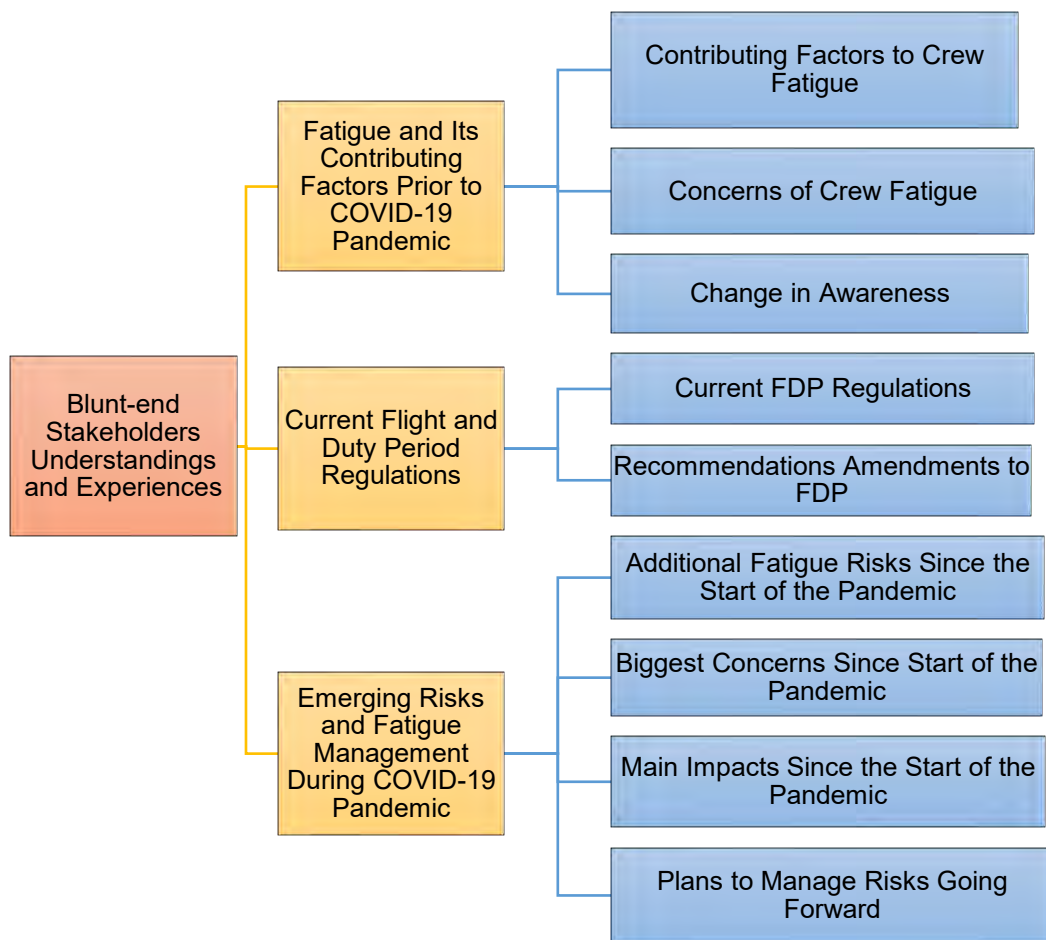 Blunt-end
Stakeholders
Understandings
and Experiences
Fatigue and Its
Contributing
Factors Prior to
COVID-19
Pandemic
Contributing Factors to Crew
Fatigue
Concerns of Crew Fatigue
Change in Awareness
Current Flight and
Duty Period
Regulations
Current FDP Regulations
Recommendations Amendments to
FDP
Emerging Risks
and Fatigue
Management
During COVID-19
Pandemic
Additional Fatigue Risks Since the
Start of the Pandemic
Biggest Concerns Since Start of the
Pandemic
Main Impacts Since the Start of the
Pandemic
Plans to Manage Risks Going
Forward